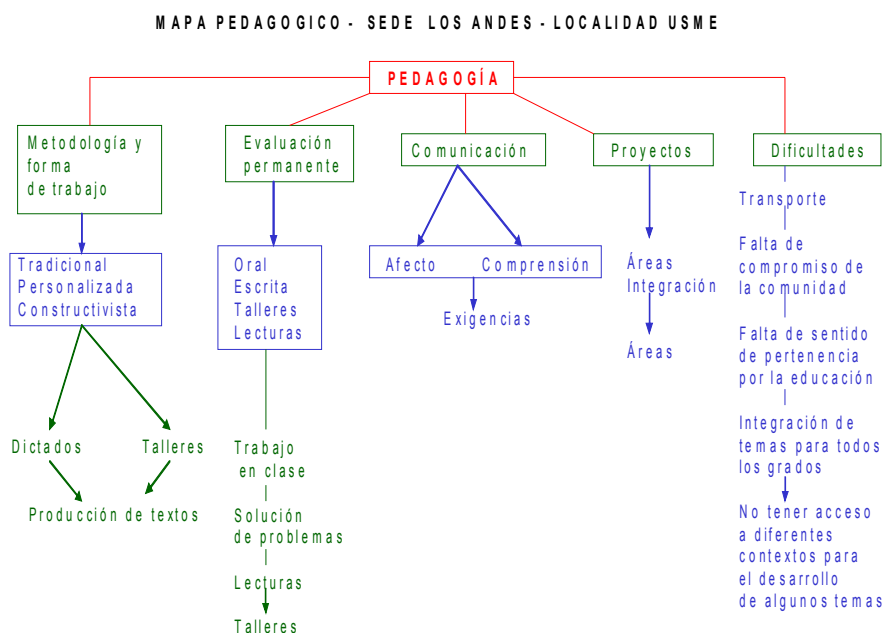 MAPA PEDAGOGICO - SEDE LOS ANDES - LOCALIDAD USME
PEDAGOGÍA
Metodología y
forma
de trabajo
Tradicional
Personalizada
Constructivista
Dictados
Talleres
Producción de textos
Evaluación
permanente
Oral
Escrita
Talleres
Lecturas
Trabajo
en clase
Solución
de problemas
Lecturas
Talleres
Comunicación
Afecto Comprensión
Exigencias
Proyectos
Áreas
Integración
Áreas
Dificultades
Transporte
Falta de
compromiso de
la comunidad
Falta de sentido
de pertenencia
por la educación
Integración de
temas para todos
los grados
No tener acceso
a diferentes
contextos para
el desarrollo
de algunos temas